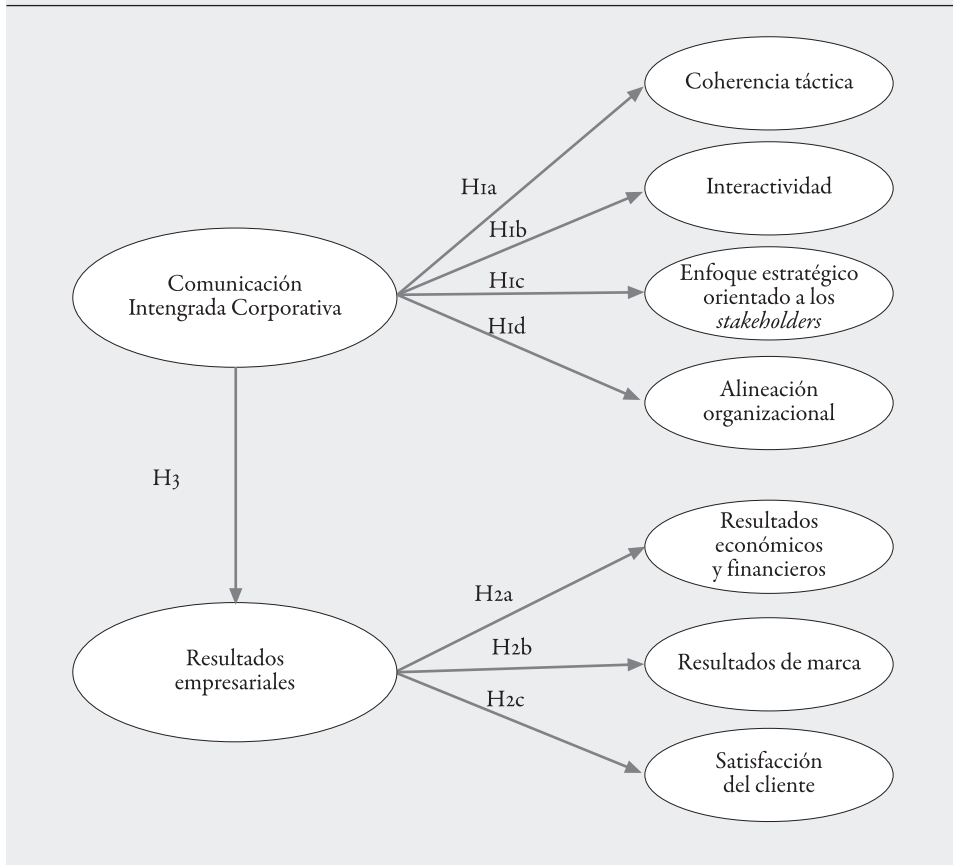 Coherencia táctica
H1a
Interactividad
H1b
Comunicación
Intengrada Corporativa
H1c
Enfoque estratégico
orientado a los
stakeholders
H1d
Alineación
organizacional
H3
Resultados
económicos
y financieros
H2a
Resultados
empresariales
H2b
Resultados de marca
H2c
Satisfacción
del cliente